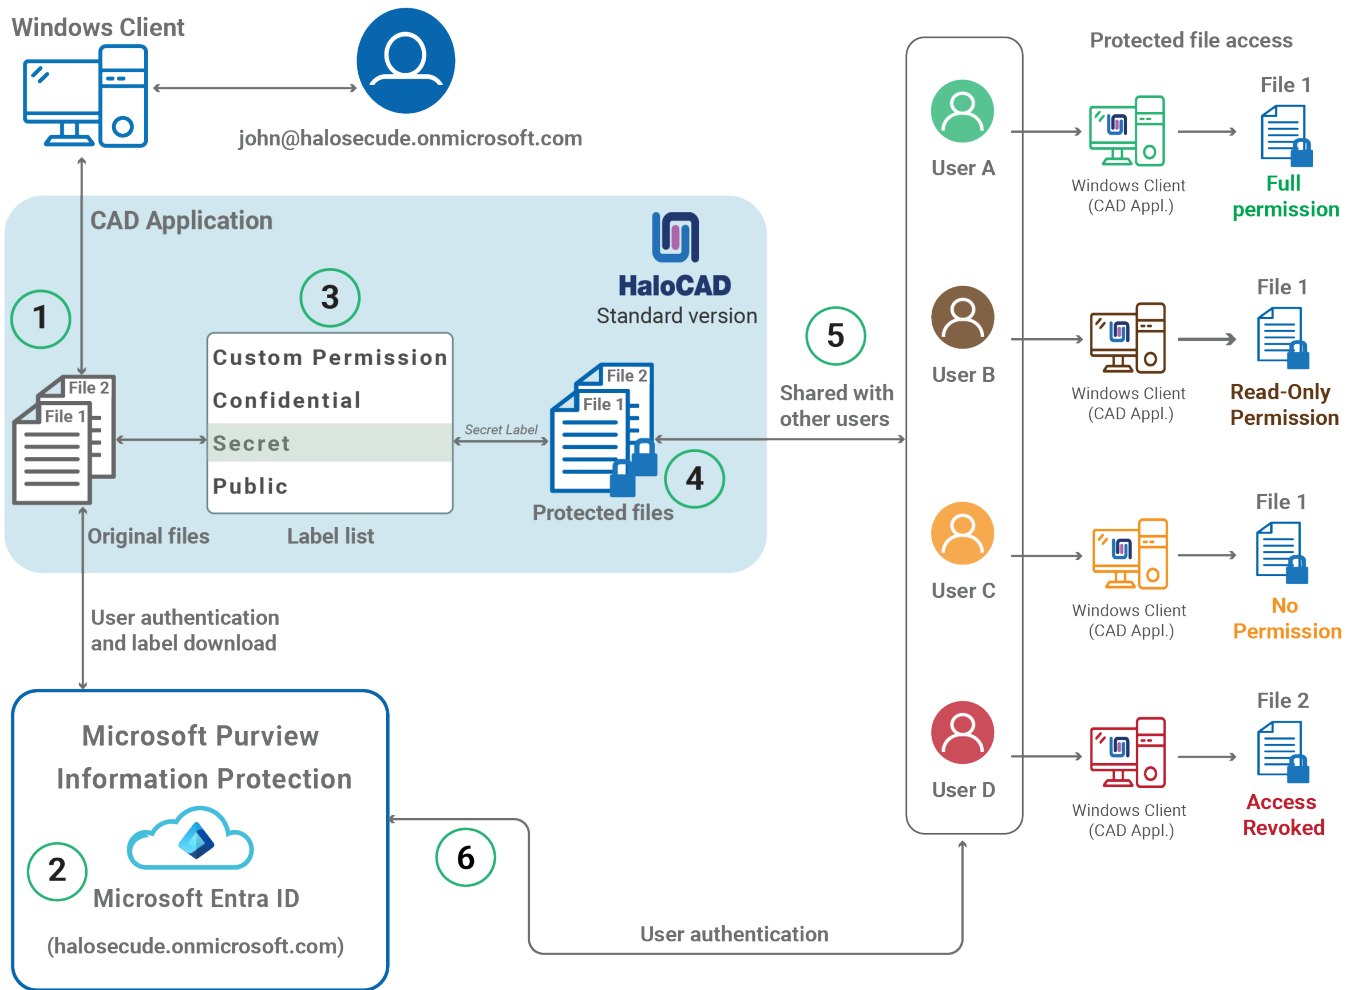 Windows Client
john@halosecude.onmicrosoft.com
CAD Application
HaloCAD
Standard version
1
3
File 2
File 1
Original files
Custom Permission
Confidential
Secret
Public
Label list
Secret Label
File 2
File 1
4
Protected files
5
Shared with
other users
User authentication
and label download
Microsoft Purview
Information Protection
2
Microsoft Entra ID
(halosecude.onmicrosoft.com)
6
User authentication
Protected file access
User A
Windows Client
(CAD Appl.)
File 1
Full
permission
User B
Windows Client
(CAD Appl.)
File 1
Read-Only
Permission
User C
Windows Client
(CAD Appl.)
File 1
No
Permission
User D
Windows Client
(CAD Appl.)
File 2
Access
Revoked